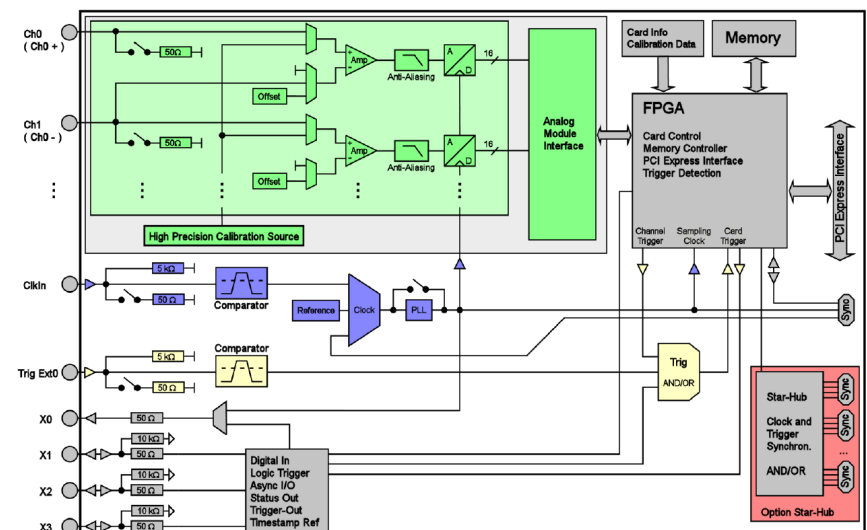 Ch0
( Ch0 + )
50Ω
Amp
+
-
Anti-Aliasing
A
D
16
Offset
Ch1
( Ch0 - )
50Ω
Amp
+
-
Anti-Aliasing
A
D
16
Offset
High Precision Calibration Source
Analog
Module
Interface
Card Info
Calibration Data
Memory
FPGA
Card Control
Memory Controller
PCI Express Interface
Trigger Detection
Channel
Trigger
Sampling
Clock
Card
Trigger
PCI Express Interface
ClkIn
5 kΩ
50 Ω
Comparator
Reference
Clock
PLL
Sync
Trig Ext0
5 kΩ
50 Ω
Comparator
Trig
AND/OR
X0
50 Ω
X1
10 kΩ
50 Ω
X2
10 kΩ
50 Ω
X3
10 kΩ
50 Ω
Digital In
Logic Trigger
Async I/O
Status Out
Trigger-Out
Timestamp Ref
Star-Hub
Clock and
Trigger
Synchron.
AND/OR
Sync
Sync
...
Sync
Option Star-Hub